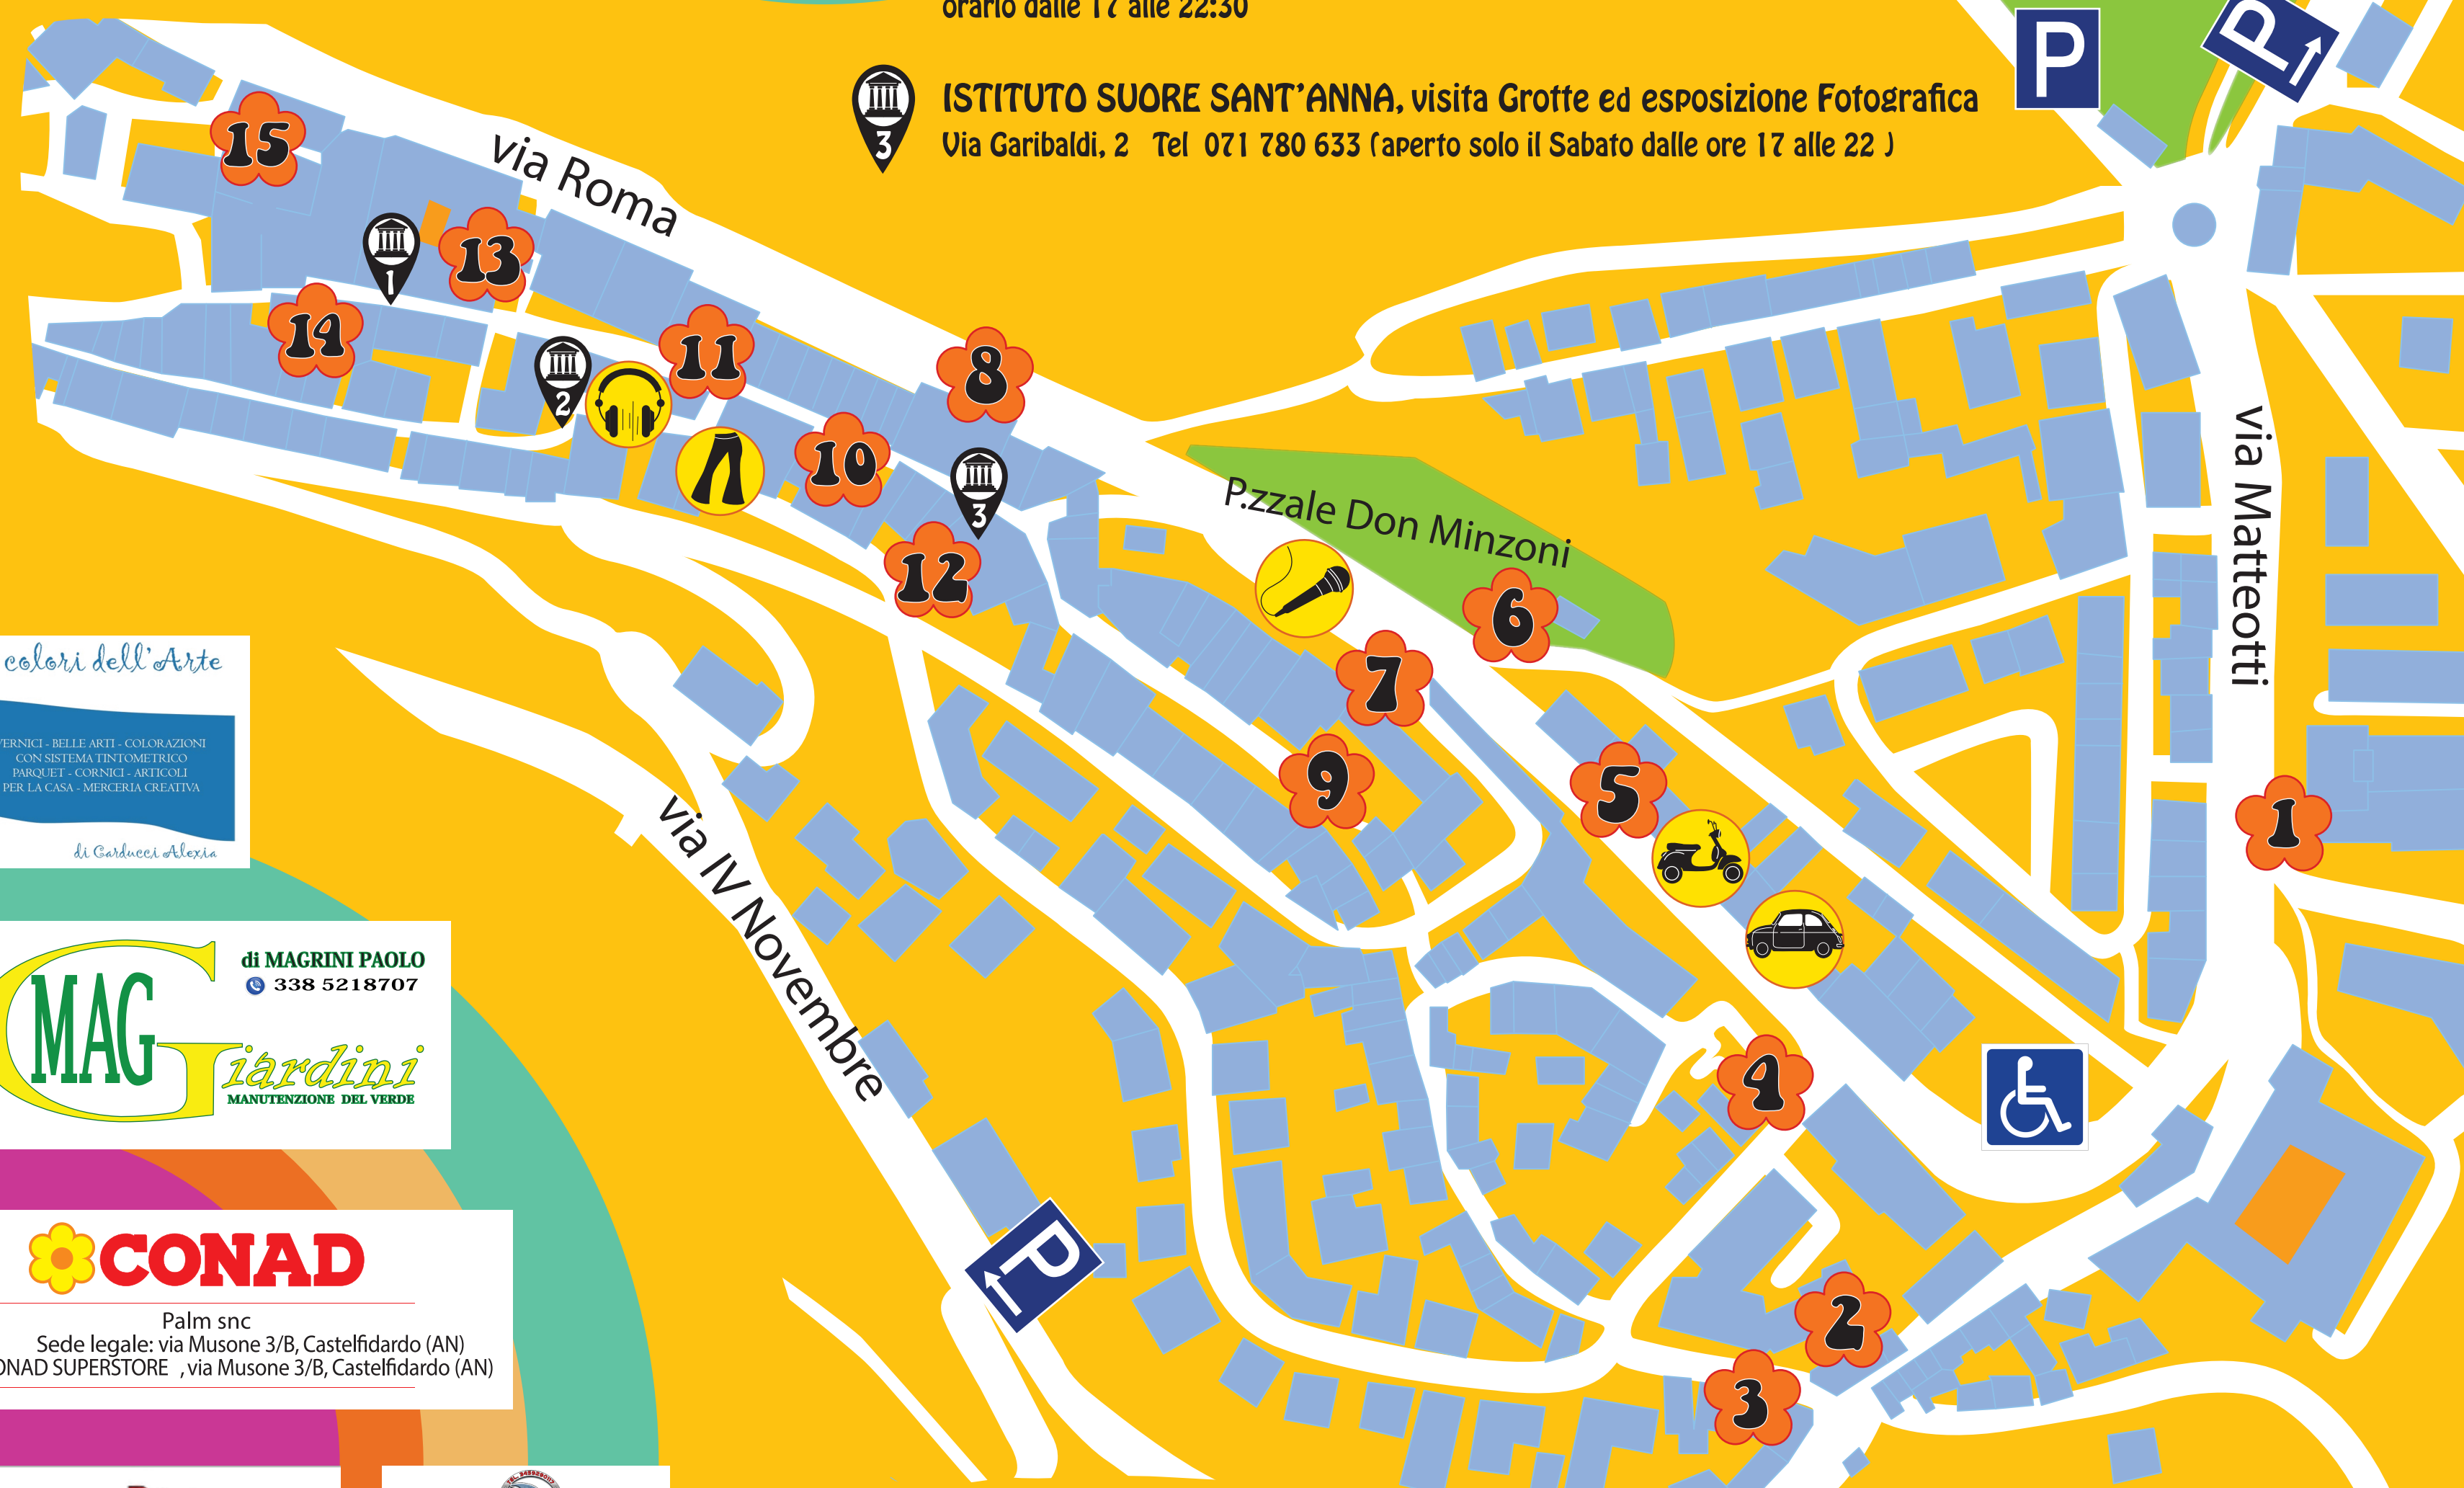 orario dalle 17 alle 22:30
3
ISTITUTO SUORE SANT'ANNA, visita Grotte ed esposizione Fotografica
Via Garibaldi, 2 Tel 071 780 633 (aperto solo il Sabato dalle ore 17 alle 22 )
P
P
15
via Roma
1
13
14
2
11
8
10
3
12
P.zzale Don Minzoni
6
7
9
5
via Matteotti
1
4
2
3
via IV Novembre
P
colori dell'Arte
VERNICI - BELLE ARTI - COLORAZIONI
CON SISTEMA TINTOMETRICO
PARQUET - CORNICI - ARTICOLI
PER LA CASA - MERCERIA CREATIVA
di Carducci Alexia
MAG Giardini
di MAGRINI PAOLO
338 5218707
MANUTENZIONE DEL VERDE
CONAD
Palm snc
Sede legale: via Musone 3/B, Castelfidardo (AN)
ONAD SUPERSTORE , via Musone 3/B, Castelfidardo (AN)